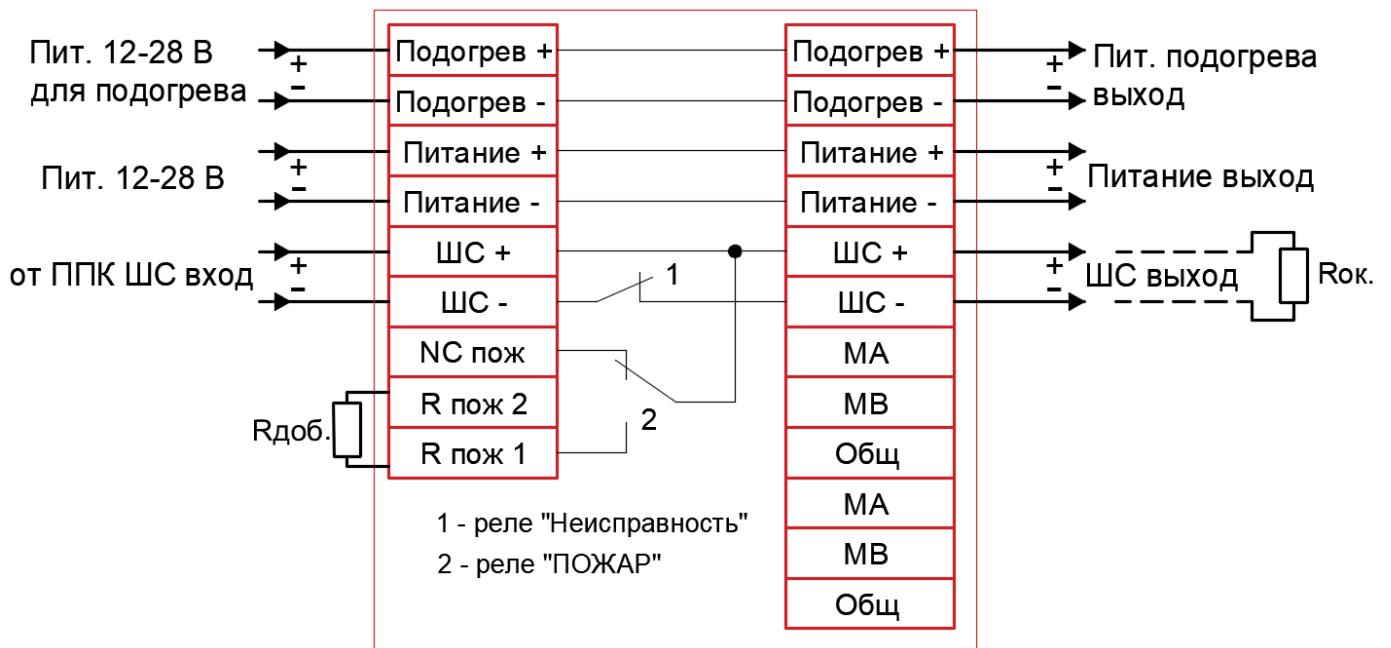 Пит. 12-28 В
для подогрева
+
-
Пит. 12-28 В
+
-
от ППК ШС вход
+
-
Rдоб.
Подогрев +
Подогрев -
Питание +
Питание -
ШС +
ШС -
NC пож
R пож 2
R пож 1
1
2
1 - реле "Неисправность"
2 - реле "ПОЖАР"
Подогрев +
Подогрев -
Питание +
Питание -
ШС +
ШС -
МА
МВ
Общ
МА
МВ
Общ
+
-
Пит. подогрева
выход
+
-
Питание выход
+
-
ШС выход
Rок.